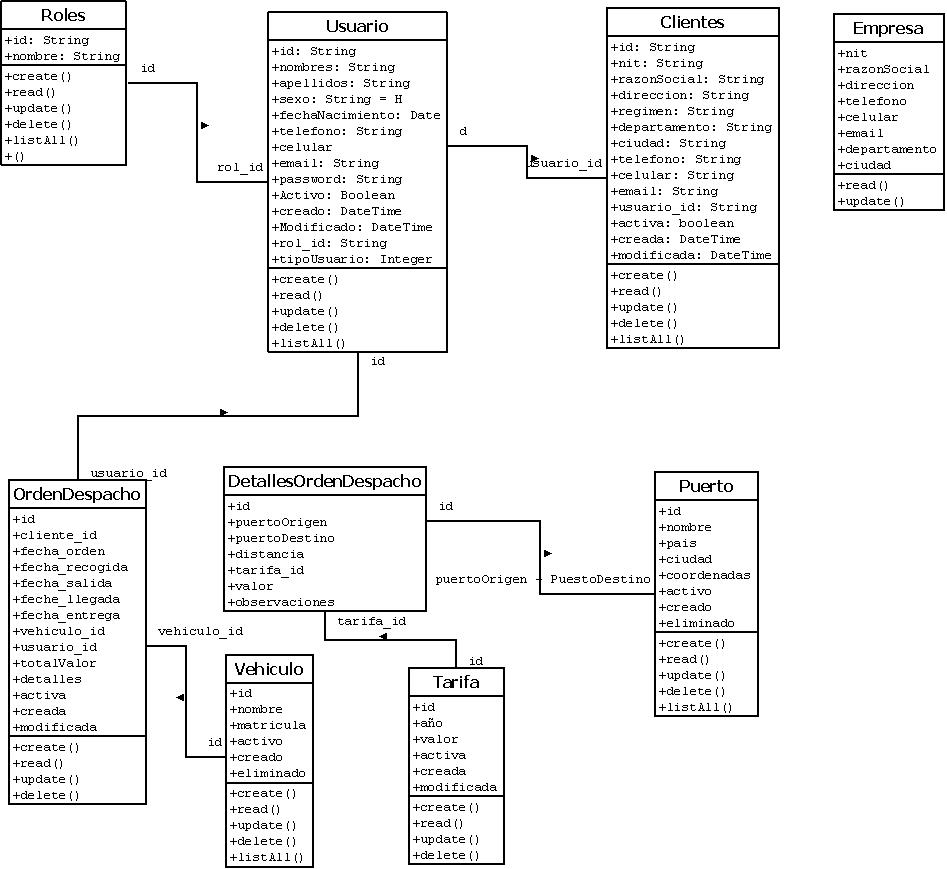 Roles
+id: String
+nombre: String
+create()
+read()
+update()
+delete()
+listAll()
+()
id
rol_id
Usuario
+id: String
+nombres: String
+apellidos: String
+sexo: String = H
+fechaNacimiento: Date
+telefono: String
+celular
+email: String
+password: String
+Activo: Boolean
+creado: DateTime
+Modificado: DateTime
+rol_id: String
+tipoUsuario: Integer
+create()
+read()
+update()
+delete()
+listAll()
d
usuario_id
Clientes
+id: String
+nit: String
+razonSocial: String
+direccion: String
+regimen: String
+departamento: String
+ciudad: String
+telefono: String
+celular: String
+email: String
+usuario_id: String
+activa: boolean
+creada: DateTime
+modificada: DateTime
+create()
+read()
+update()
+delete()
+listAll()
Empresa
+nit
+razonSocial
+direccion
+telefono
+celular
+email
+departamento
+ciudad
+read()
+update()
id
usuario_id
OrdenDespacho
+id
+cliente_id
+fecha_orden
+fecha_recogida
+fecha_salida
+feche_llegada
+fecha_entrega
+vehiculo_id
+usuario_id
+totalValor
+detalles
+activa
+creada
+modificada
+create()
+read()
+update()
+delete()
vehiculo_id
id
DetallesOrdenDespacho
+id
+puertoOrigen
+puertoDestino
+distancia
+tarifa_id
+valor
+observaciones
id
puertoOrigen - PuestoDestino
Puerto
+id
+nombre
+pais
+ciudad
+coordenadas
+activo
+creado
+eliminado
+create()
+read()
+update()
+delete()
+listAll()
tarifa_id
id
Vehiculo
+id
+nombre
+matricula
+activo
+creado
+eliminado
+create()
+read()
+update()
+delete()
+listAll()
Tarifa
+id
+año
+valor
+activa
+creada
+modificada
+create()
+read()
+update()
+delete()